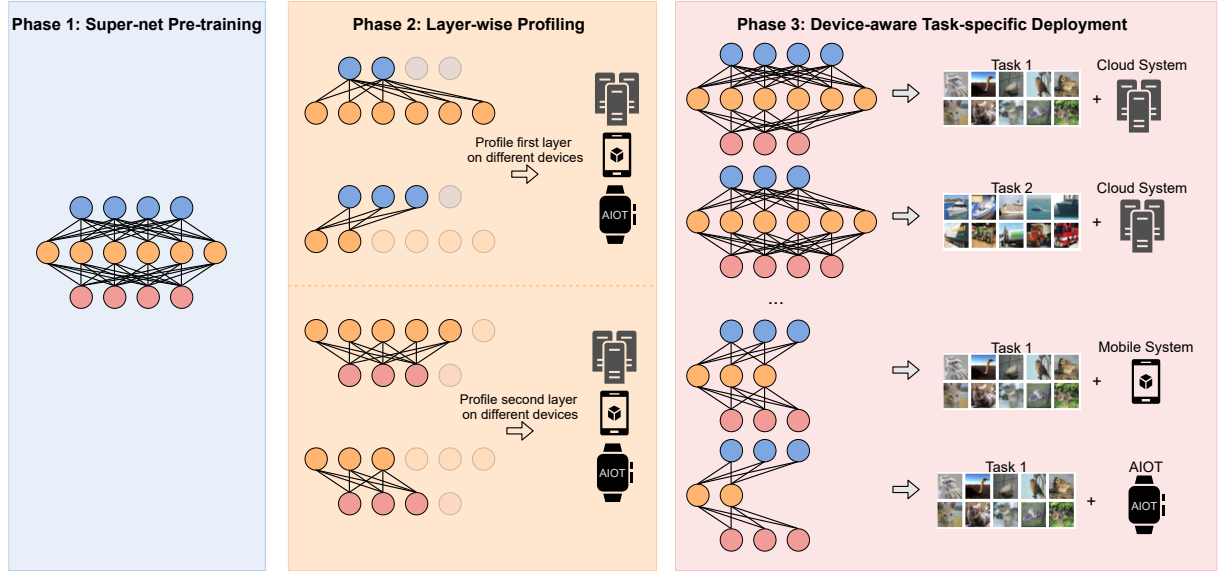 Phase 1: Super-net Pre-training
Phase 2: Layer-wise Profiling
Profile first layer
on different devices
AIOT
Profile second layer
on different devices
AIOT
Phase 3: Device-aware Task-specific Deployment
Task 1
Cloud System
+
Task 2
Cloud System
+
...
Task 1
Mobile System
+
Task 1
AIOT
+
AIOT